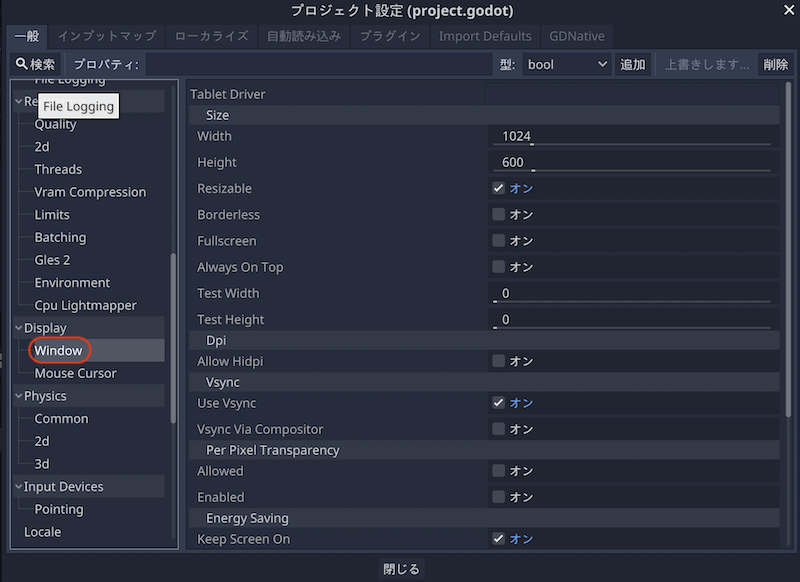 プロジェクト設定 (project.godot)
一般 インプットマップ ローカライズ 自動読み込み プラグイン Import Defaults GDNative
検索 プロパティ: 型: bool 追加 上書きします... 削除
File Logging
Re
File Logging
Quality
2d
Threads
Vram Compression
Limits
Batching
Gles 2
Environment
Cpu Lightmapper
Display
Window
Mouse Cursor
Physics
Common
2d
3d
Input Devices
Pointing
Locale
Tablet Driver
Size
Width 1024
Height 600
Resizable オン
Borderless オン
Fullscreen オン
Always On Top オン
Test Width 0
Test Height 0
Dpi
Allow Hidpi オン
Vsync
Use Vsync オン
Vsync Via Compositor オン
Per Pixel Transparency
Allowed オン
Enabled オン
Energy Saving
Keep Screen On オン
閉じる